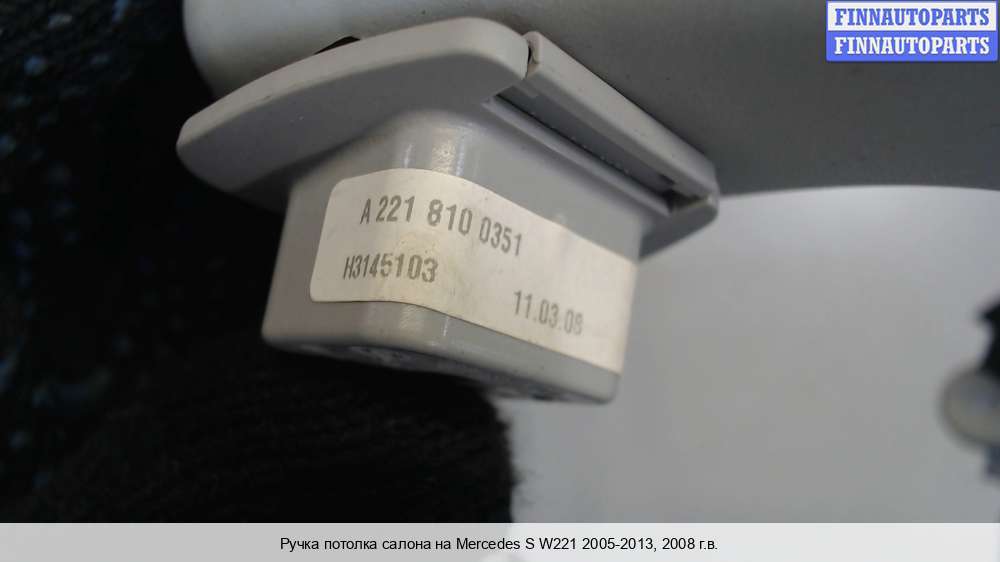 FINNAUTOPARTS
FINNAUTOPARTS
A 221 810 0351
H3145103
11.03.08
Ручка потолка салона на Mercedes S W221 2005-2013, 2008 г.в.